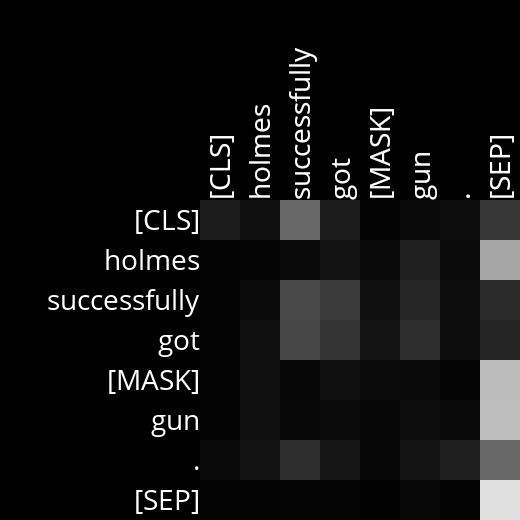 [CLS] holmes successfully got [MASK] gun . [SEP]
[CLS]
holmes
successfully
got
[MASK]
gun
.
[SEP]